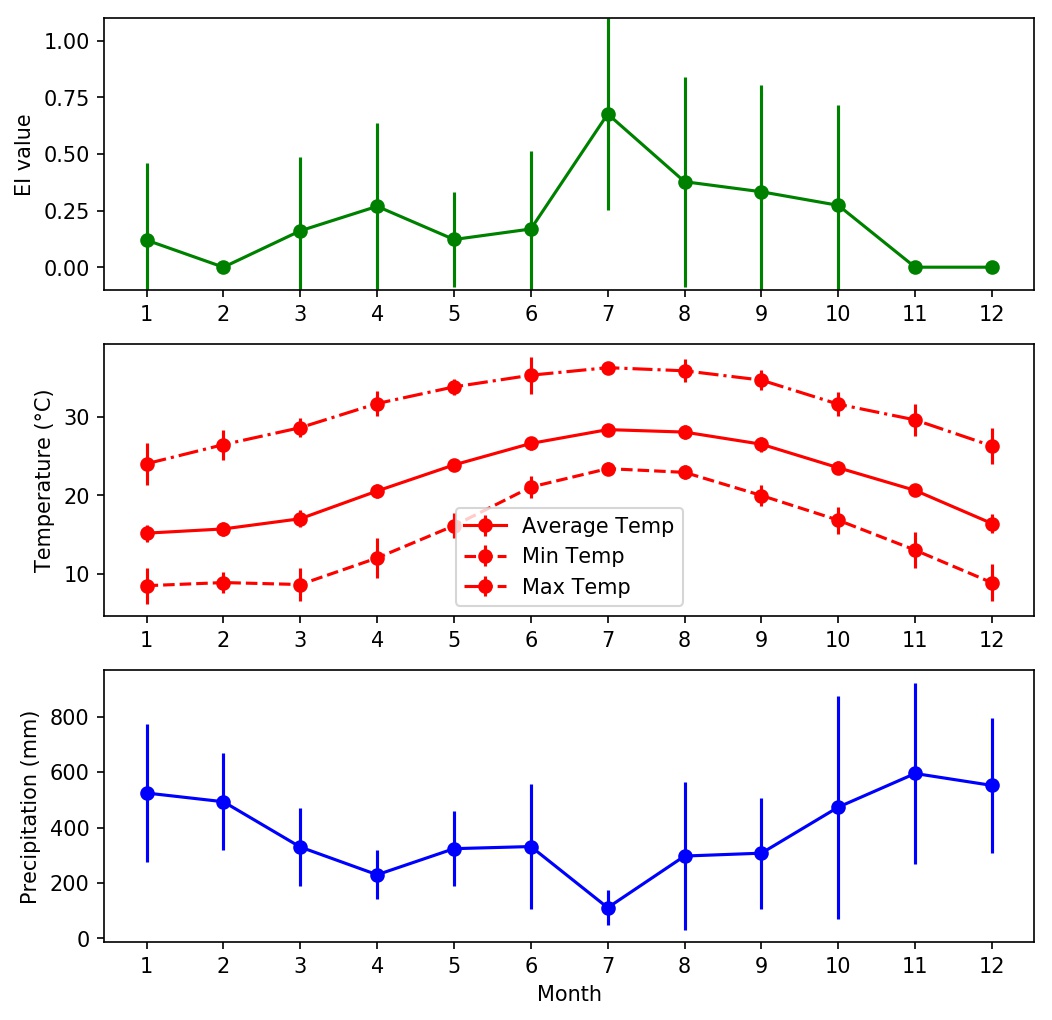 EI value
1.00
0.75
0.50
0.25
0.00
1 2 3 4 5 6 7 8 9 10 11 12
Temperature (°C)
30
20
10
Average Temp
Min Temp
Max Temp
1 2 3 4 5 6 7 8 9 10 11 12
Precipitation (mm)
800
600
400
200
0
1 2 3 4 5 6 7 8 9 10 11 12
Month